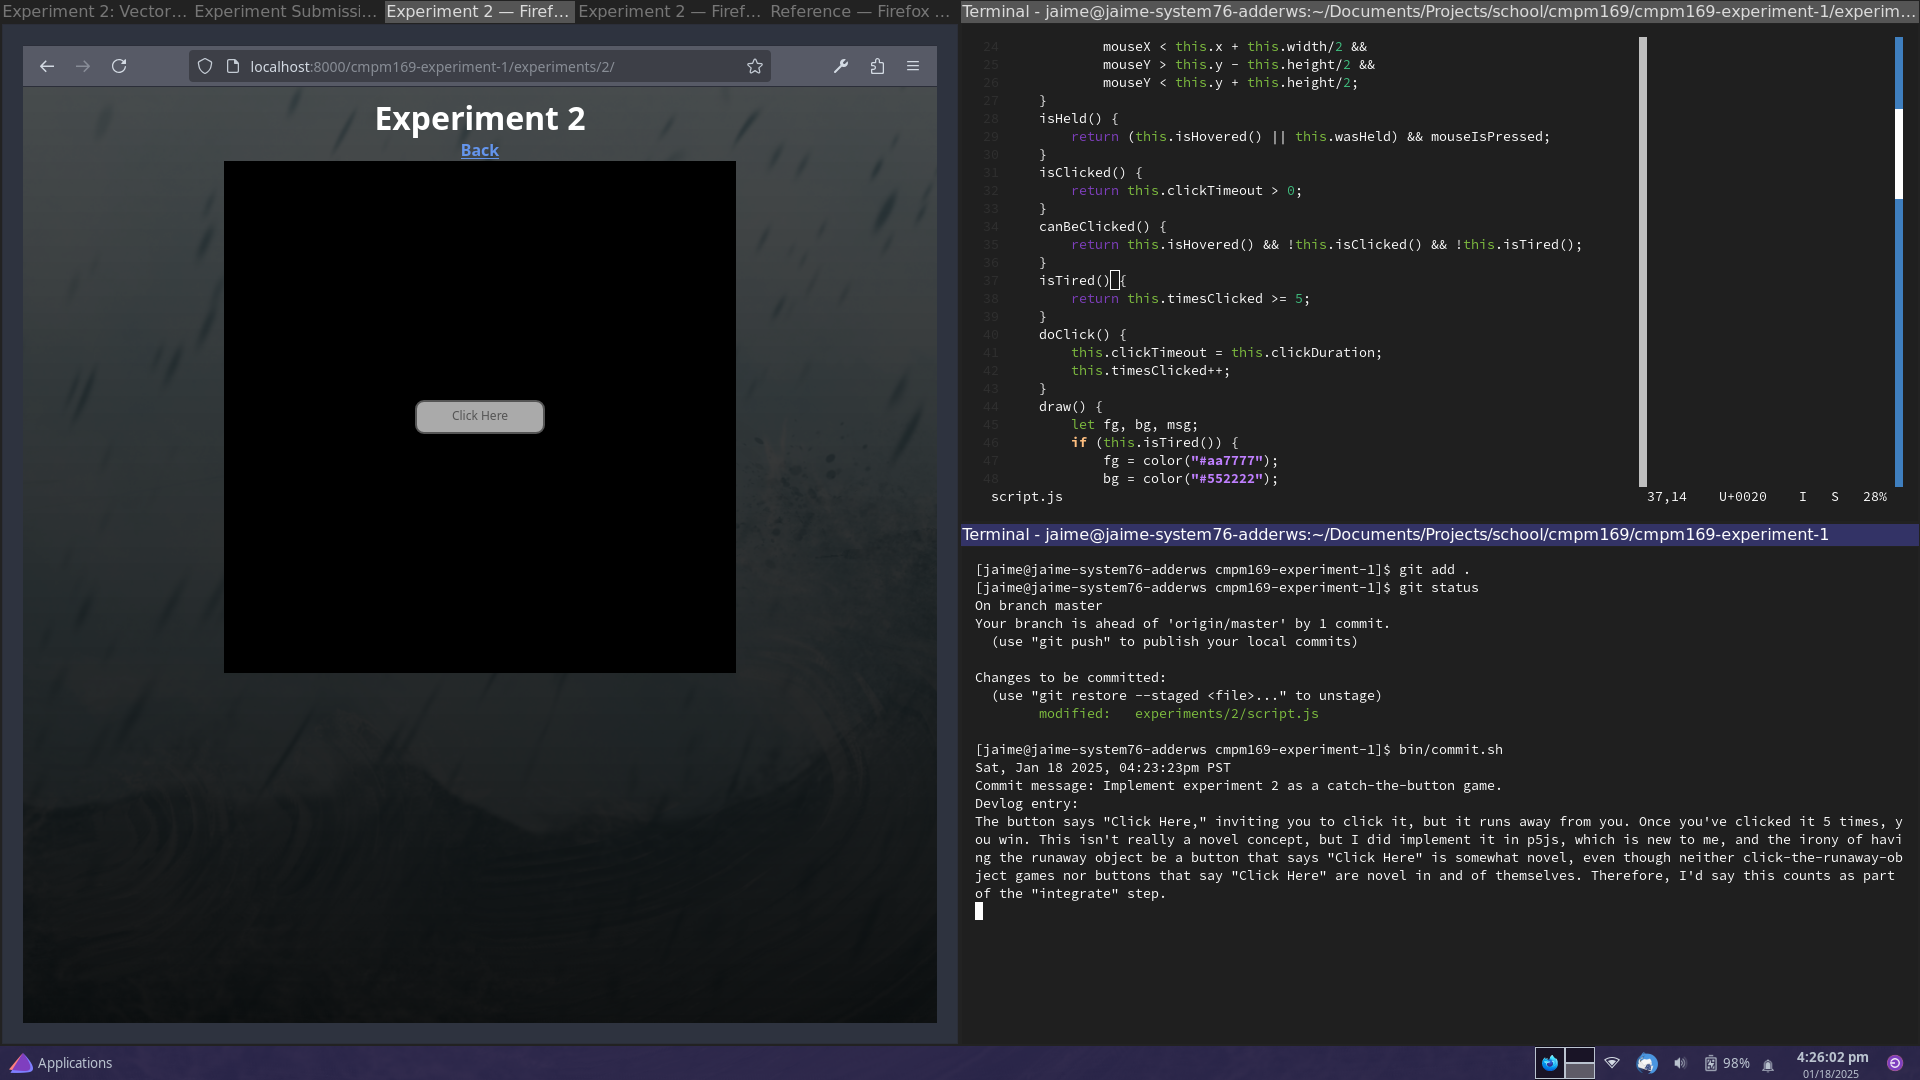 Experiment 2: Vector... Experiment Submissi... Experiment 2 — Firef... Experiment 2 — Firef... Reference — Firefox ...
localhost:8000/cmpm169-experiment-1/experiments/2/
Experiment 2
Back
Click Here
Terminal - jaime@jaime-system76-adderws:~/Documents/Projects/school/cmpm169/cmpm169-experiment-1/experim...
24 mouseX < this.x + this.width/2 &&
25 mouseY > this.y - this.height/2 &&
26 mouseY < this.y + this.height/2;
27 }
28 isHeld() {
29 return (this.isHovered() || this.wasHeld) && mouseIsPressed;
30 }
31 isClicked() {
32 return this.clickTimeout > 0;
33 }
34 canBeClicked() {
35 return this.isHovered() && !this.isClicked() && !this.isTired();
36 }
37 isTired() {
38 return this.timesClicked >= 5;
39 }
40 doClick() {
41 this.clickTimeout = this.clickDuration;
42 this.timesClicked++;
43 }
44 draw() {
45 let fg, bg, msg;
46 if (this.isTired()) {
47 fg = color("#aa7777");
48 bg = color("#552222");
script.js 37,14 U+0020 I S 28%
Terminal - jaime@jaime-system76-adderws:~/Documents/Projects/school/cmpm169/cmpm169-experiment-1
[jaime@jaime-system76-adderws cmpm169-experiment-1]$ git add .
[jaime@jaime-system76-adderws cmpm169-experiment-1]$ git status
On branch master
Your branch is ahead of 'origin/master' by 1 commit.
(use "git push" to publish your local commits)
Changes to be committed:
(use "git restore --staged <file>..." to unstage)
modified: experiments/2/script.js
[jaime@jaime-system76-adderws cmpm169-experiment-1]$ bin/commit.sh
Sat, Jan 18 2025, 04:23:23pm PST
Commit message: Implement experiment 2 as a catch-the-button game.
Devlog entry:
The button says "Click Here," inviting you to click it, but it runs away from you. Once you've clicked it 5 times, y
ou win. This isn't really a novel concept, but I did implement it in p5js, which is new to me, and the irony of havi
ng the runaway object be a button that says "Click Here" is somewhat novel, even though neither click-the-runaway-ob
ject games nor buttons that say "Click Here" are novel in and of themselves. Therefore, I'd say this counts as part
of the "integrate" step.
Applications
98%
4:26:02 pm
01/18/2025